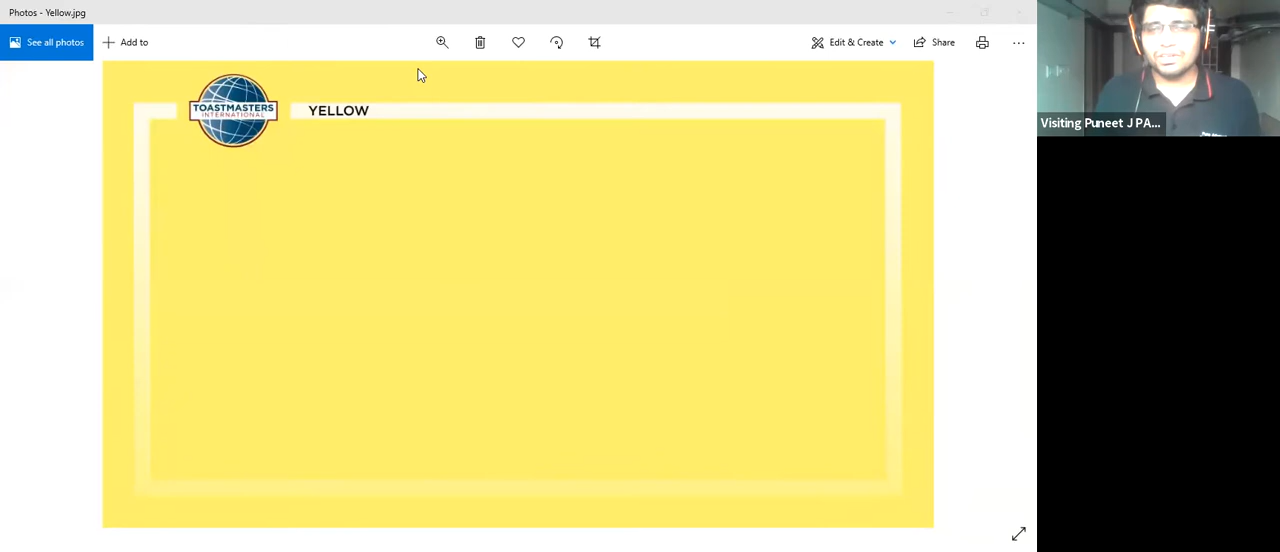 Photos - Yellow.jpg
See all photos
Add to
Edit & Create
Share
TOASTMASTERS
INTERNATIONAL
YELLOW
Visiting Puneet J PA...